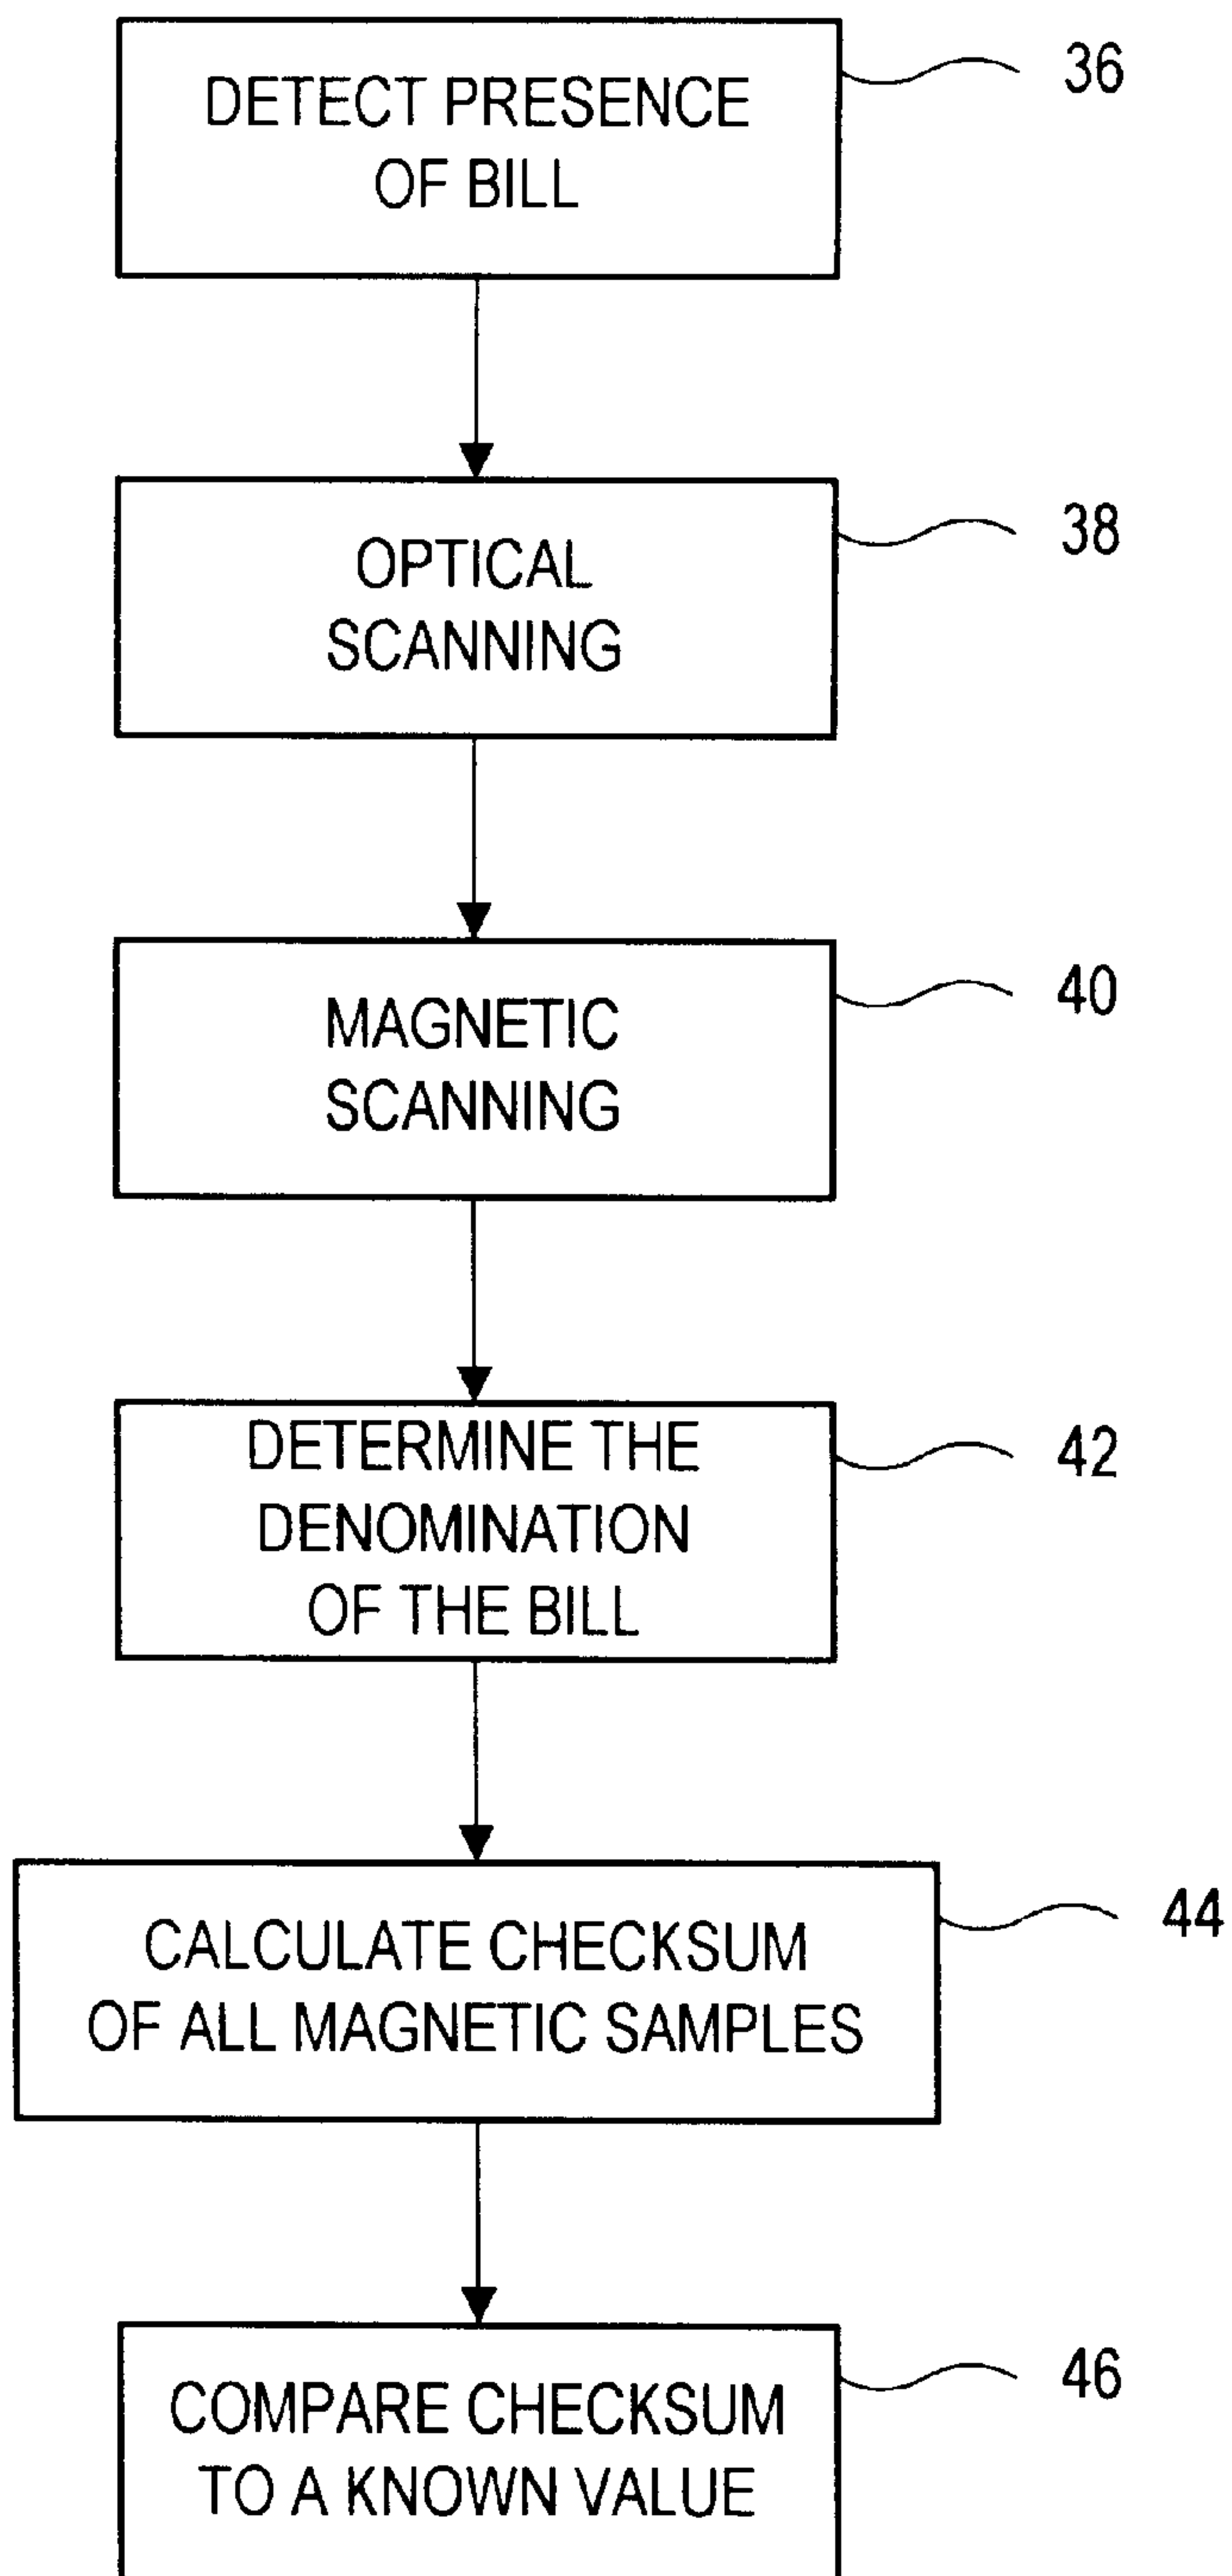 DETECT PRESENCE
OF BILL
36
OPTICAL
SCANNING
38
MAGNETIC
SCANNING
40
DETERMINE THE
DENOMINATION
OF THE BILL
42
CALCULATE CHECKSUM
OF ALL MAGNETIC SAMPLES
44
COMPARE CHECKSUM
TO A KNOWN VALUE
46